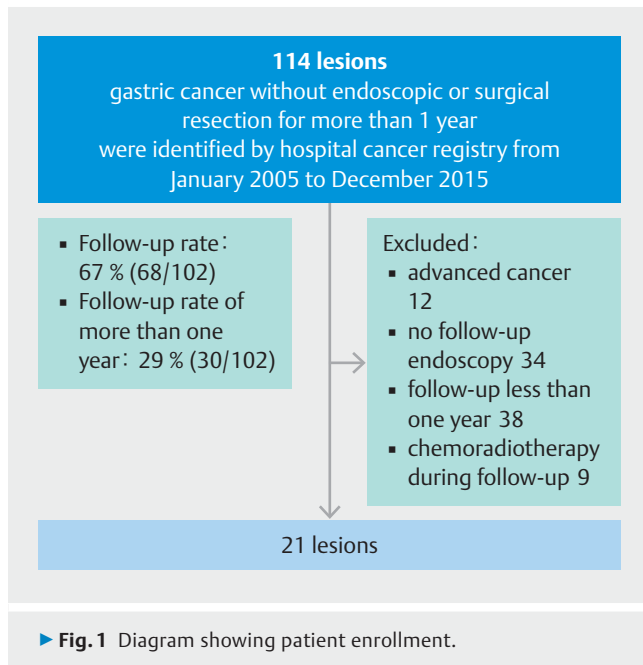 114 lesions
gastric cancer without endoscopic or surgical
resection for more than 1 year
were identified by hospital cancer registry from
January 2005 to December 2015
▪ Follow-up rate:
67 % (68/102)
▪ Follow-up rate of
more than one
year: 29 % (30/102)
Excluded:
▪ advanced cancer
12
▪ no follow-up
endoscopy 34
▪ follow-up less than
one year 38
▪ chemoradiotherapy
during follow-up 9
21 lesions
▶ Fig. 1 Diagram showing patient enrollment.